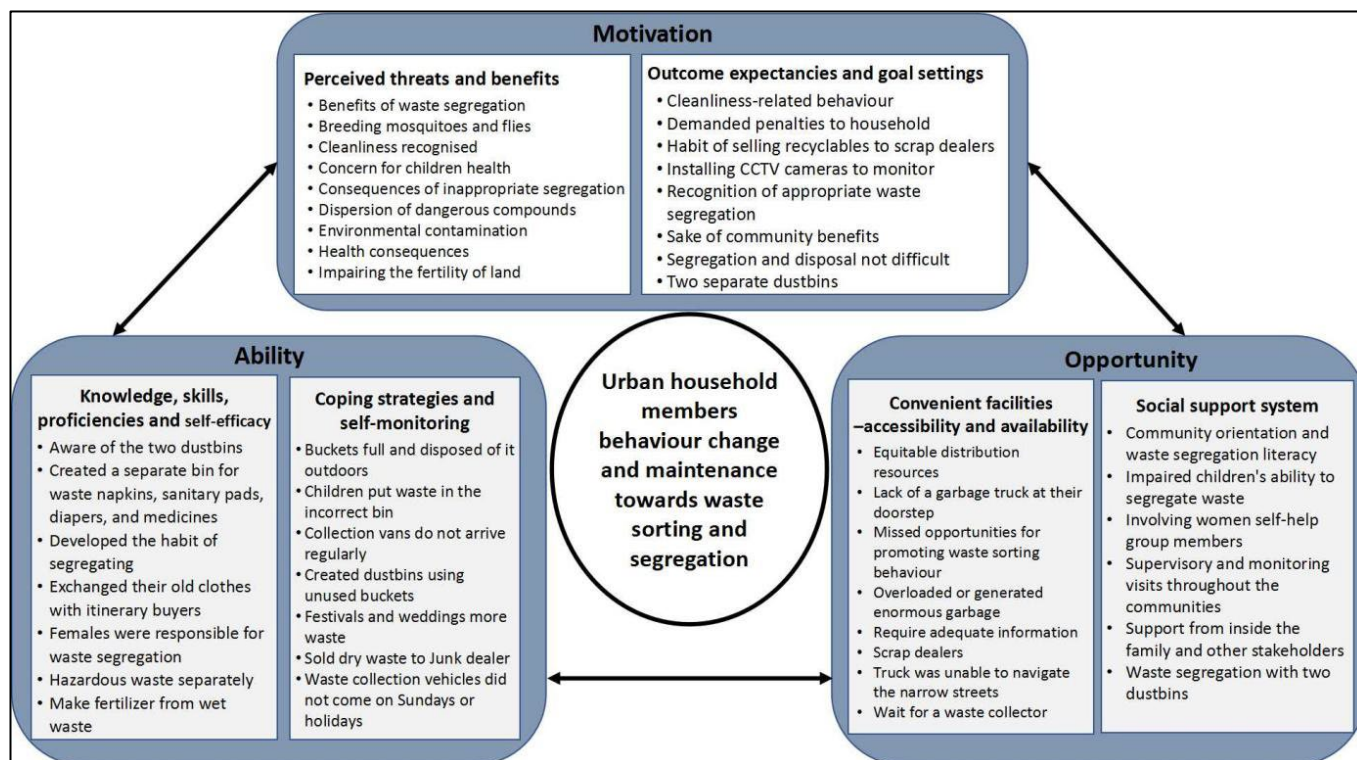 Motivation
Perceived threats and benefits
• Benefits of waste segregation
• Breeding mosquitoes and flies
• Cleanliness recognised
• Concern for children health
• Consequences of inappropriate segregation
• Dispersion of dangerous compounds
• Environmental contamination
• Health consequences
• Impairing the fertility of land
Outcome expectancies and goal settings
• Cleanliness-related behaviour
• Demanded penalties to household
• Habit of selling recyclables to scrap dealers
• Installing CCTV cameras to monitor
• Recognition of appropriate waste
segregation
• Sake of community benefits
• Segregation and disposal not difficult
• Two separate dustbins
Ability
Knowledge, skills,
proficiencies and self-efficacy
• Aware of the two dustbins
• Created a separate bin for
waste napkins, sanitary pads,
diapers, and medicines
• Developed the habit of
segregating
• Exchanged their old clothes
with itinerary buyers
• Females were responsible for
waste segregation
• Hazardous waste separately
• Make fertilizer from wet
waste
Coping strategies and
self-monitoring
• Buckets full and disposed of it
outdoors
• Children put waste in the
incorrect bin
• Collection vans do not arrive
regularly
• Created dustbins using
unused buckets
• Festivals and weddings more
waste
• Sold dry waste to Junk dealer
• Waste collection vehicles did
not come on Sundays or
holidays
Urban household
members
behaviour change
and maintenance
towards waste
sorting and
segregation
Opportunity
Convenient facilities
–accessibility and availability
• Equitable distribution
resources
• Lack of a garbage truck at their
doorstep
• Missed opportunities for
promoting waste sorting
behaviour
• Overloaded or generated
enormous garbage
• Require adequate information
• Scrap dealers
• Truck was unable to navigate
the narrow streets
• Wait for a waste collector
Social support system
• Community orientation and
waste segregation literacy
• Impaired children's ability to
segregate waste
• Involving women self-help
group members
• Supervisory and monitoring
visits throughout the
communities
• Support from inside the
family and other stakeholders
• Waste segregation with two
dustbins